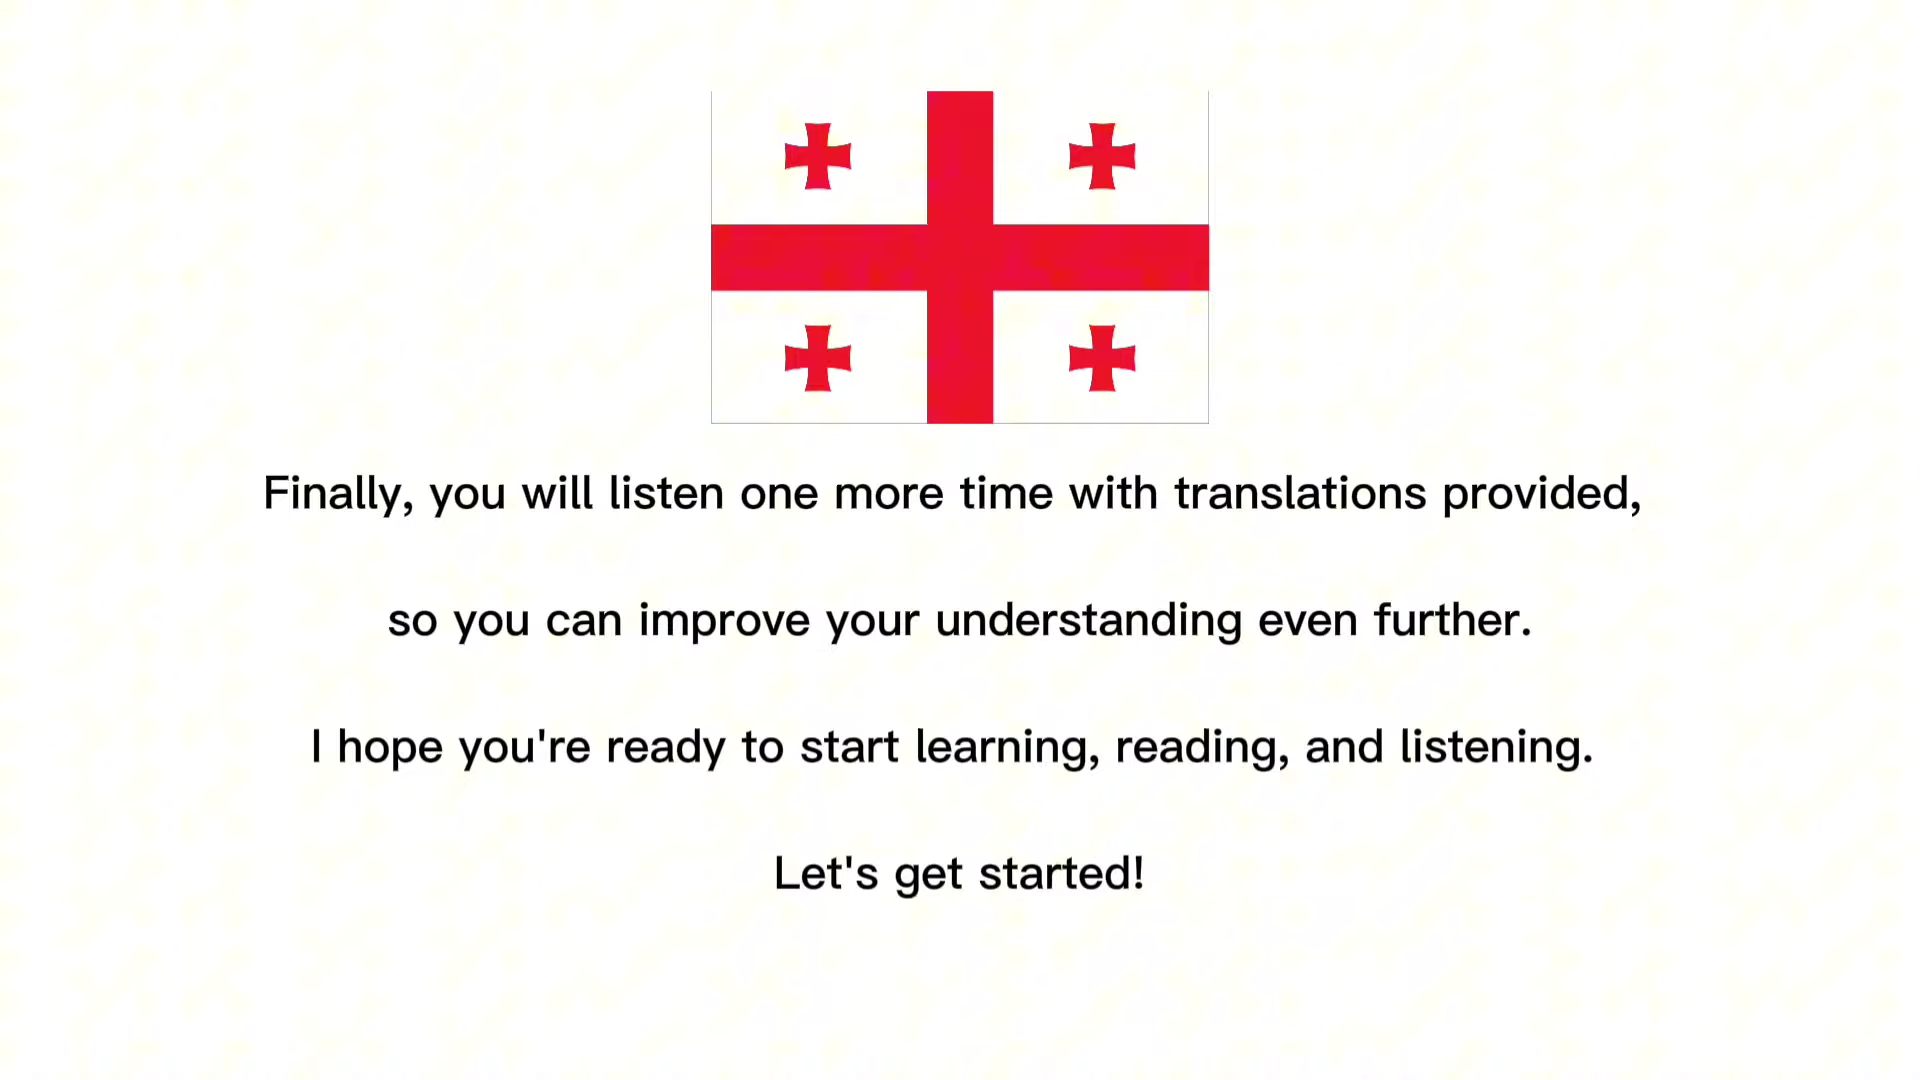 Finally, you will listen one more time with translations provided,
so you can improve your understanding even further.
I hope you're ready to start learning, reading, and listening.
Let's get started!